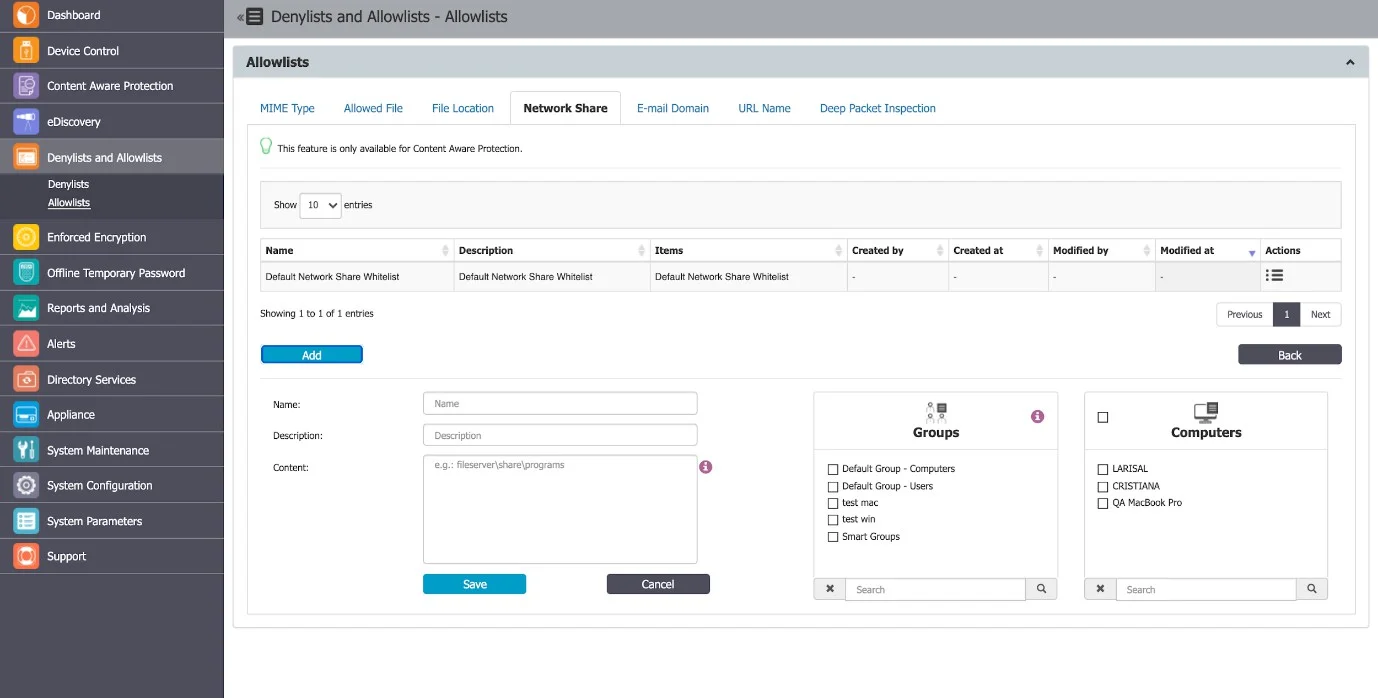 Dashboard
Device Control
Content Aware Protection
eDiscovery
Denylists and Allowlists
Denylists
Allowlists
Enforced Encryption
Offline Temporary Password
Reports and Analysis
Alerts
Directory Services
Appliance
System Maintenance
System Configuration
System Parameters
Support
Denylists and Allowlists - Allowlists
Allowlists
MIME Type Allowed File File Location Network Share E-mail Domain URL Name Deep Packet Inspection
This feature is only available for Content Aware Protection.
Show 10 entries
Name Description Items Created by Created at Modified by Modified at Actions
Default Network Share Whitelist Default Network Share Whitelist Default Network Share Whitelist - - - -
Showing 1 to 1 of 1 entries
Previous 1 Next
Add Back
Name: Name
Description: Description
Content: e.g.: fileserver\share\programs
Save Cancel
Groups
Default Group - Computers
Default Group - Users
test mac
test win
Smart Groups
Search
Computers
LARISAL
CRISTIANA
QA MacBook Pro
Search